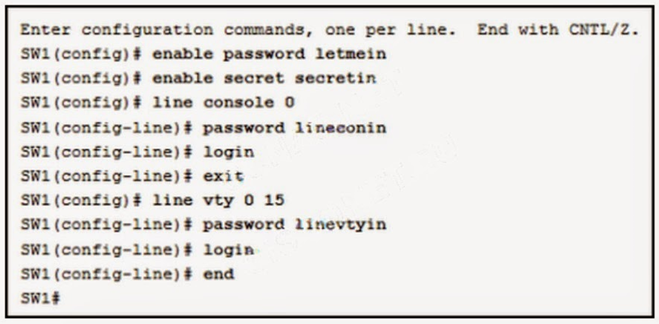 Enter configuration commands, one per line.  End with CNTL/Z.
SW1(config)# enable password letmein
SW1(config)# enable secret secretin
SW1(config)# line console 0
SW1(config-line)# password lineconin
SW1(config-line)# login
SW1(config-line)# exit
SW1(config)# line vty 0 15
SW1(config-line)# password linevtyin
SW1(config-line)# login
SW1(config-line)# end
SW1#